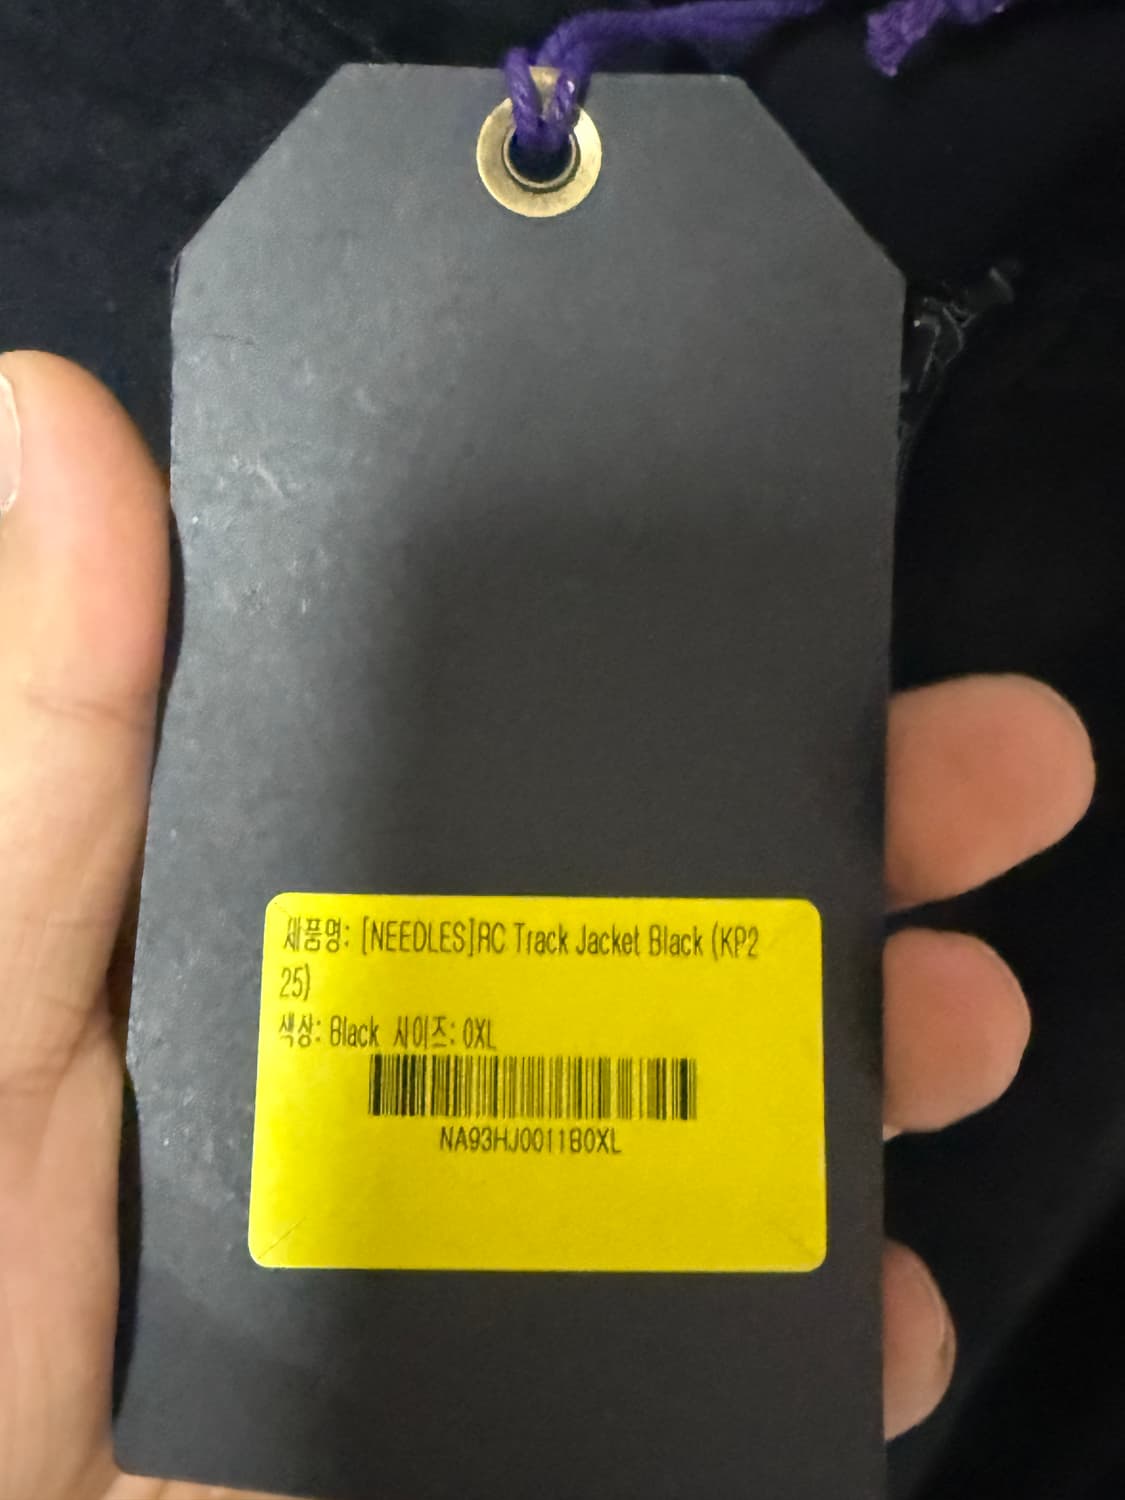 제품명: [NEEDLES]RC Track Jacket Black (KP2
25)
색상: Black 사이즈: 0XL
NA93HJ0011B0XL